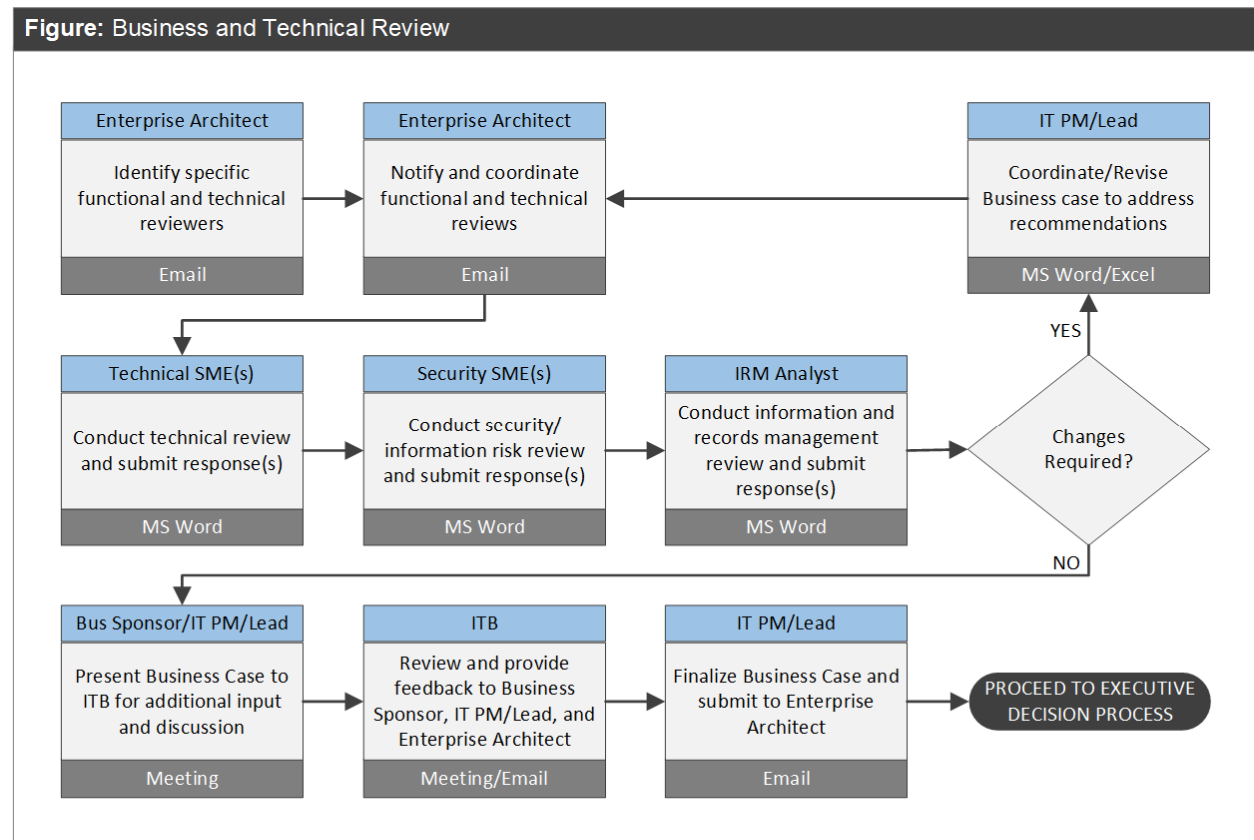 Figure: Business and Technical Review
Enterprise Architect
Identify specific
functional and technical
reviewers
Email
Enterprise Architect
Notify and coordinate
functional and technical
reviews
Email
IT PM/Lead
Coordinate/Revise
Business case to address
recommendations
MS Word/Excel
YES
Technical SME(s)
Conduct technical review
and submit response(s)
MS Word
Security SME(s)
Conduct security/
information risk review
and submit response(s)
MS Word
IRM Analyst
Conduct information and
records management
review and submit
response(s)
MS Word
Changes
Required?
NO
Bus Sponsor/IT PM/Lead
Present Business Case to
ITB for additional input
and discussion
Meeting
ITB
Review and provide
feedback to Business
Sponsor, IT PM/Lead, and
Enterprise Architect
Meeting/Email
IT PM/Lead
Finalize Business Case and
submit to Enterprise
Architect
Email
PROCEED TO EXECUTIVE
DECISION PROCESS